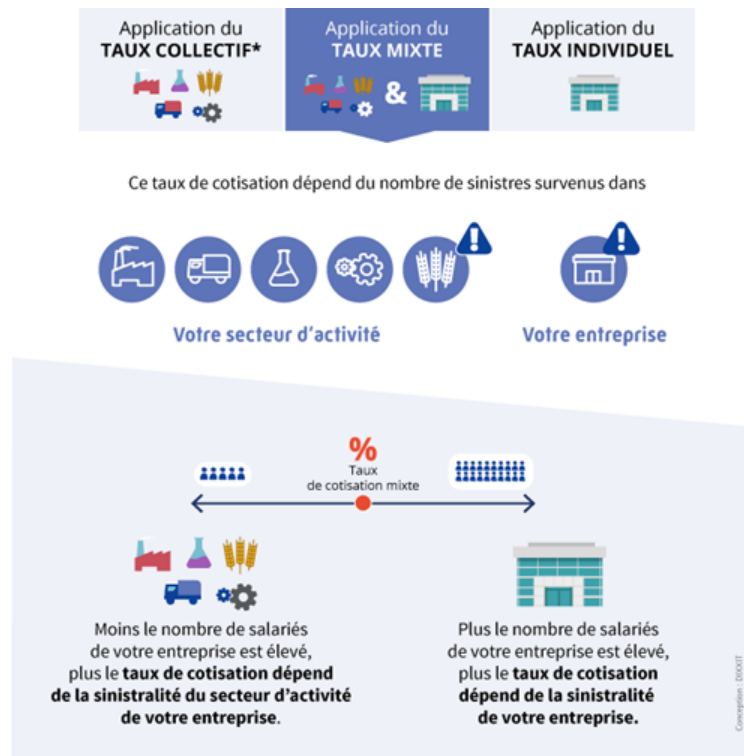 Application du
TAUX COLLECTIF*
Application du
TAUX MIXTE
&
Application du
TAUX INDIVIDUEL
Ce taux de cotisation dépend du nombre de sinistres survenus dans
Votre secteur d'activité
Votre entreprise
%
Taux
de cotisation mixte
Moins le nombre de salariés
de votre entreprise est élevé,
plus le taux de cotisation dépend
de la sinistralité du secteur d'activité
de votre entreprise.
Plus le nombre de salariés
de votre entreprise est élevé,
plus le taux de cotisation
dépend de la sinistralité
de votre entreprise.
Conception : DIXXIT